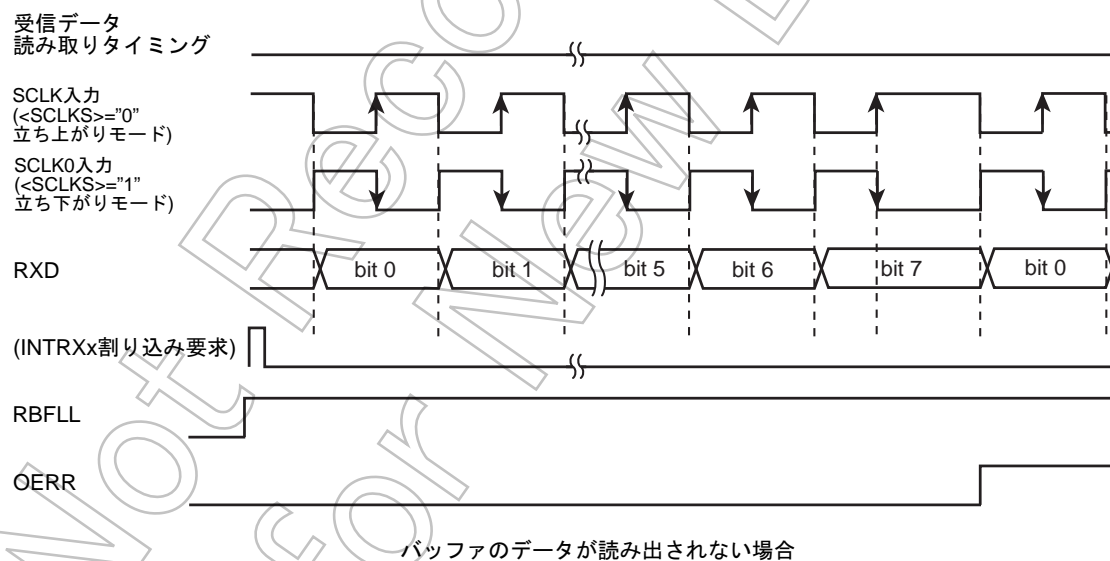 受信データ
読み取りタイミング
SCLK入力
(<SCLKS>="0"
立ち上がりモード)
SCLK0入力
(<SCLKS>="1"
立ち下がりモード)
RXD
bit 0
bit 1
bit 5
bit 6
bit 7
bit 0
(INTRXx割り込み要求)
RBFLL
OERR
バッファのデータが読み出されない場合
Not Reco
for New D